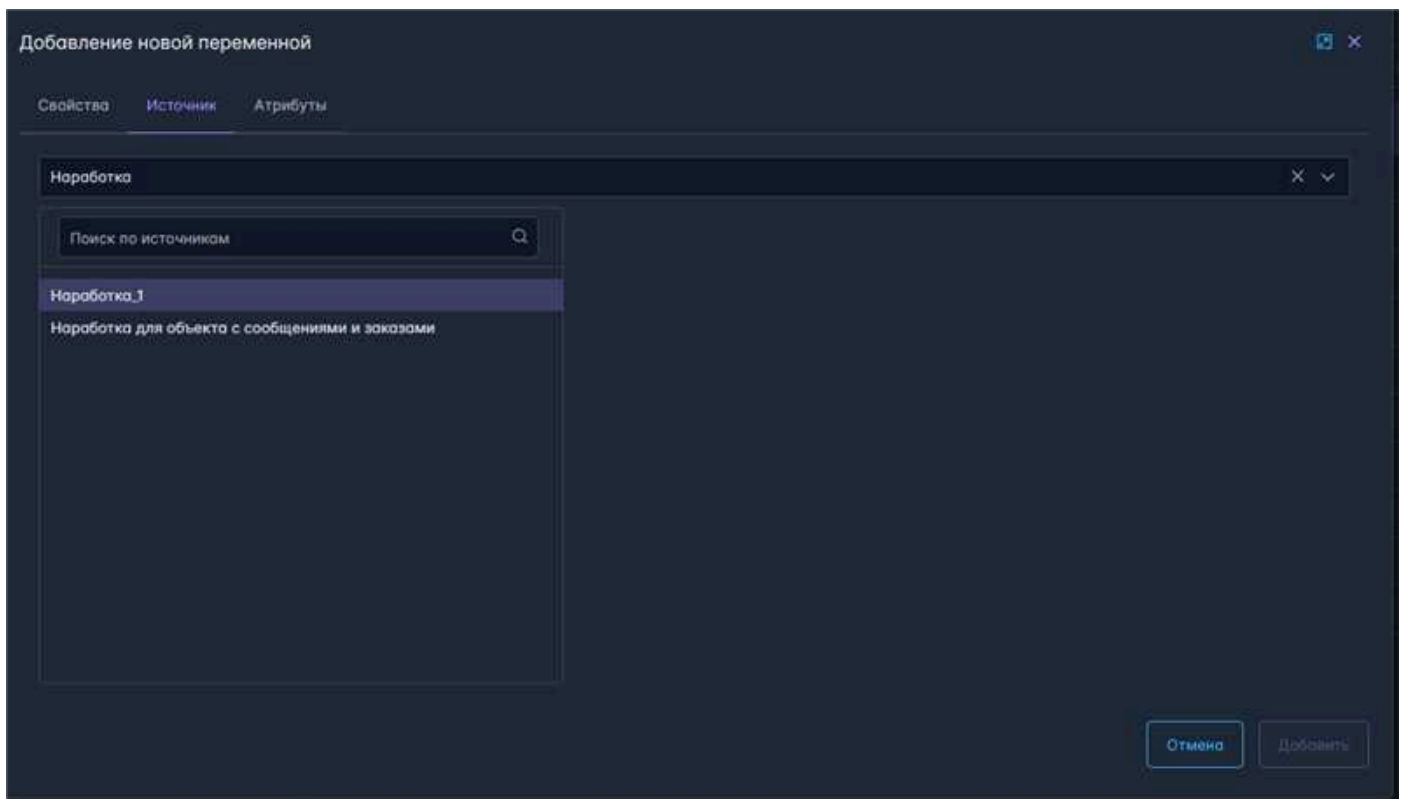 Добавление новой переменной
Свойства Источник Атрибуты
Наработка
Поиск по источникам
Наработка_1
Наработка для объекта с сообщениями и заказами
Отмена Добавить